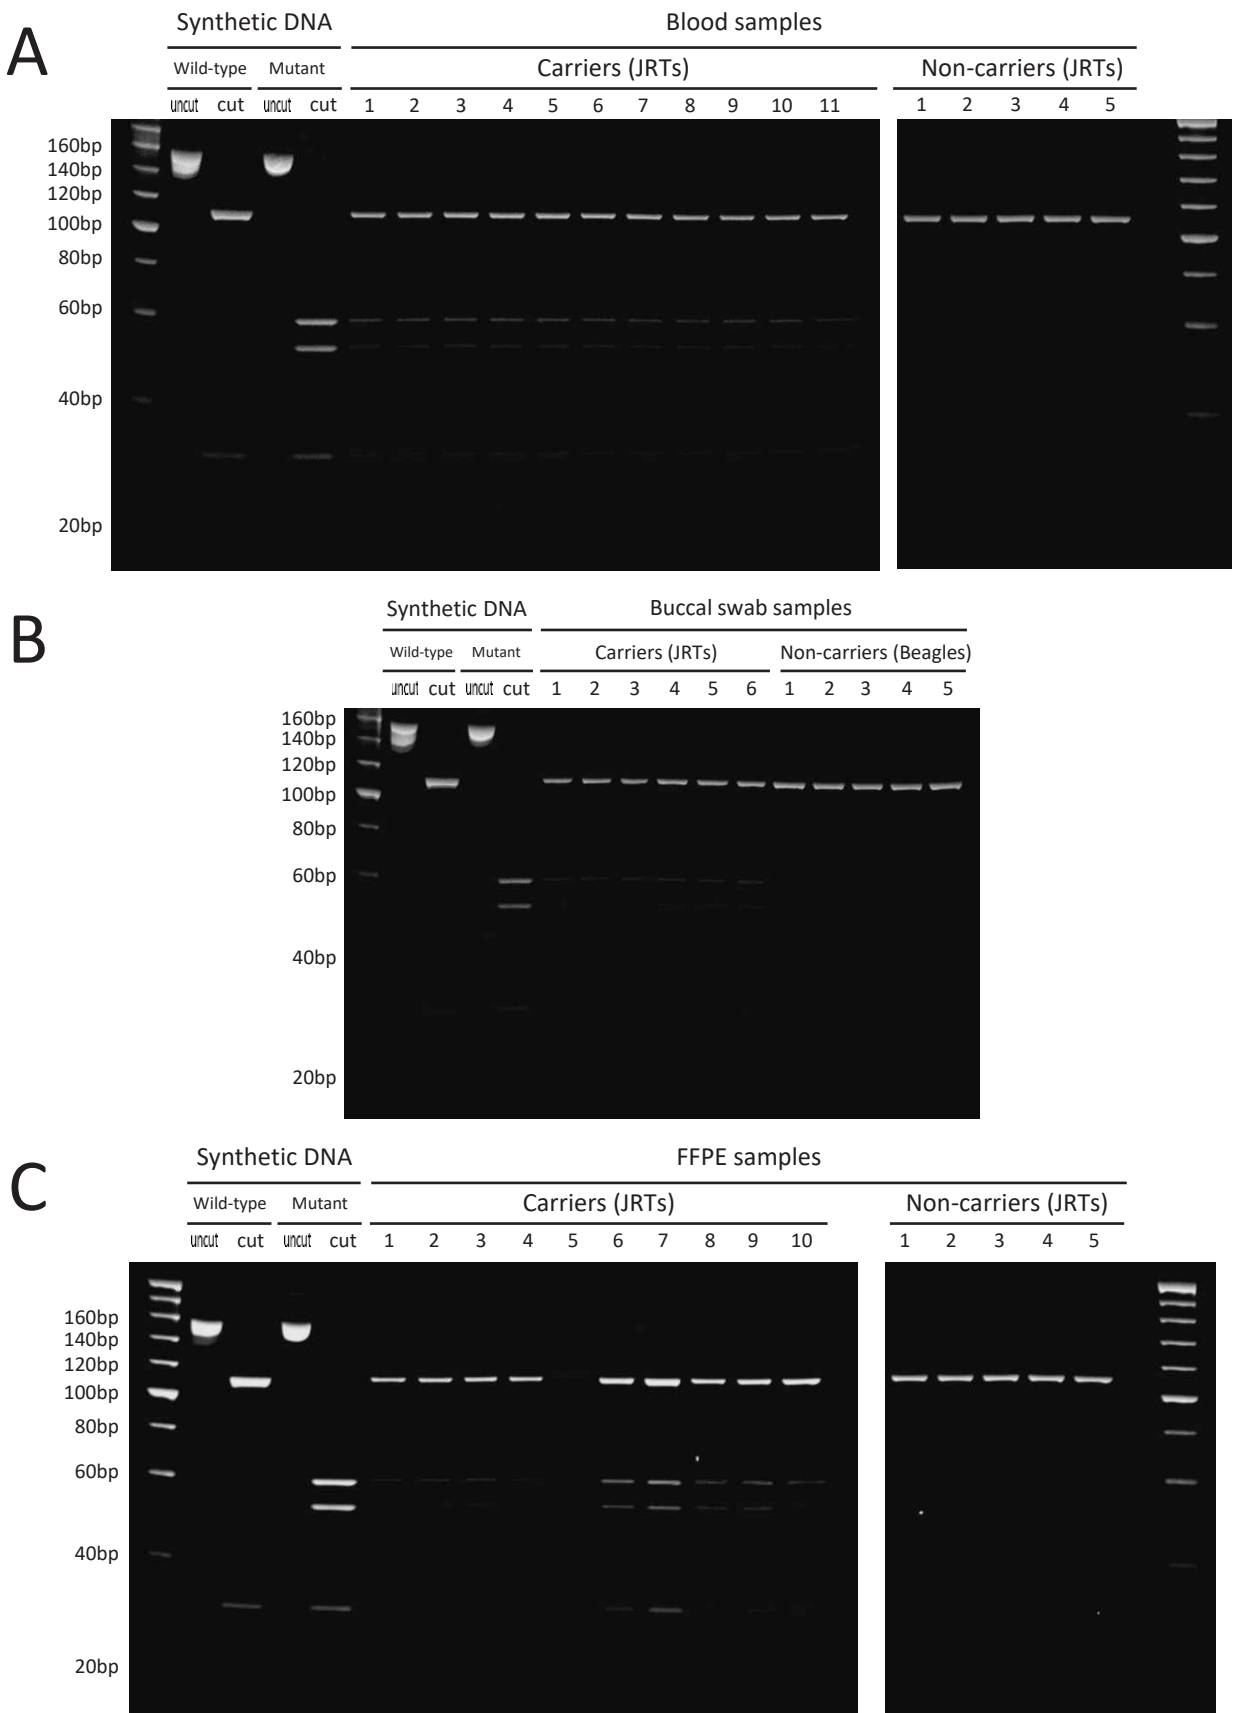 A
Synthetic DNA Blood samples
Wild-type Mutant Carriers (JRTs) Non-carriers (JRTs)
uncut cut uncut cut 1 2 3 4 5 6 7 8 9 10 11 1 2 3 4 5
160bp
140bp
120bp
100bp
80bp
60bp
40bp
20bp
B
Synthetic DNA Buccal swab samples
Wild-type Mutant Carriers (JRTs) Non-carriers (Beagles)
uncut cut uncut cut 1 2 3 4 5 6 1 2 3 4 5
160bp
140bp
120bp
100bp
80bp
60bp
40bp
20bp
C
Synthetic DNA FFPE samples
Wild-type Mutant Carriers (JRTs) Non-carriers (JRTs)
uncut cut uncut cut 1 2 3 4 5 6 7 8 9 10 1 2 3 4 5
160bp
140bp
120bp
100bp
80bp
60bp
40bp
20bp